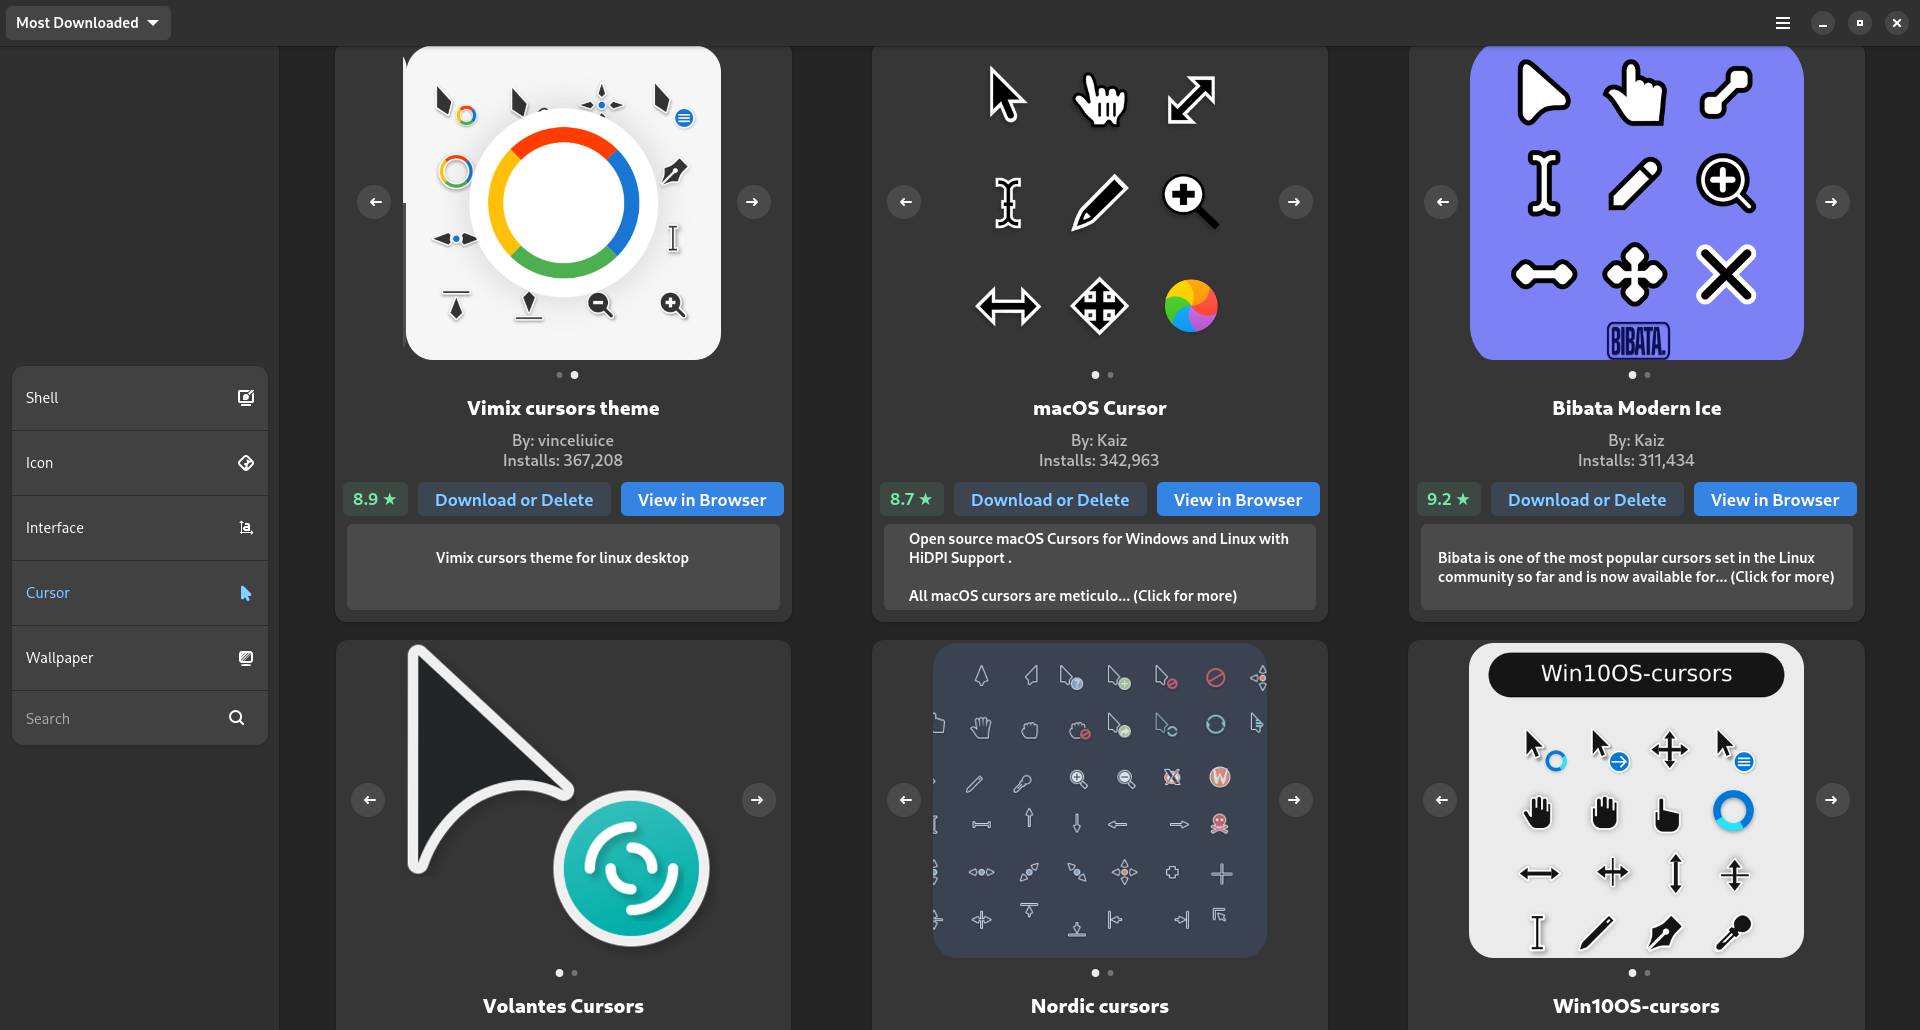 Most Downloaded
Shell
Icon
Interface
Cursor
Wallpaper
Search
Vimix cursors theme
By: vinceliuice
Installs: 367,208
8.9 ★
Download or Delete
View in Browser
Vimix cursors theme for linux desktop
macOS Cursor
By: Kaiz
Installs: 342,963
8.7 ★
Download or Delete
View in Browser
Open source macOS Cursors for Windows and Linux with
HiDPI Support .
All macOS cursors are meticulo... (Click for more)
BIBATA.
Bibata Modern Ice
By: Kaiz
Installs: 311,434
9.2 ★
Download or Delete
View in Browser
Bibata is one of the most popular cursors set in the Linux
community so far and is now available for... (Click for more)
Volantes Cursors
Nordic cursors
Win10OS-cursors
Win10OS-cursors